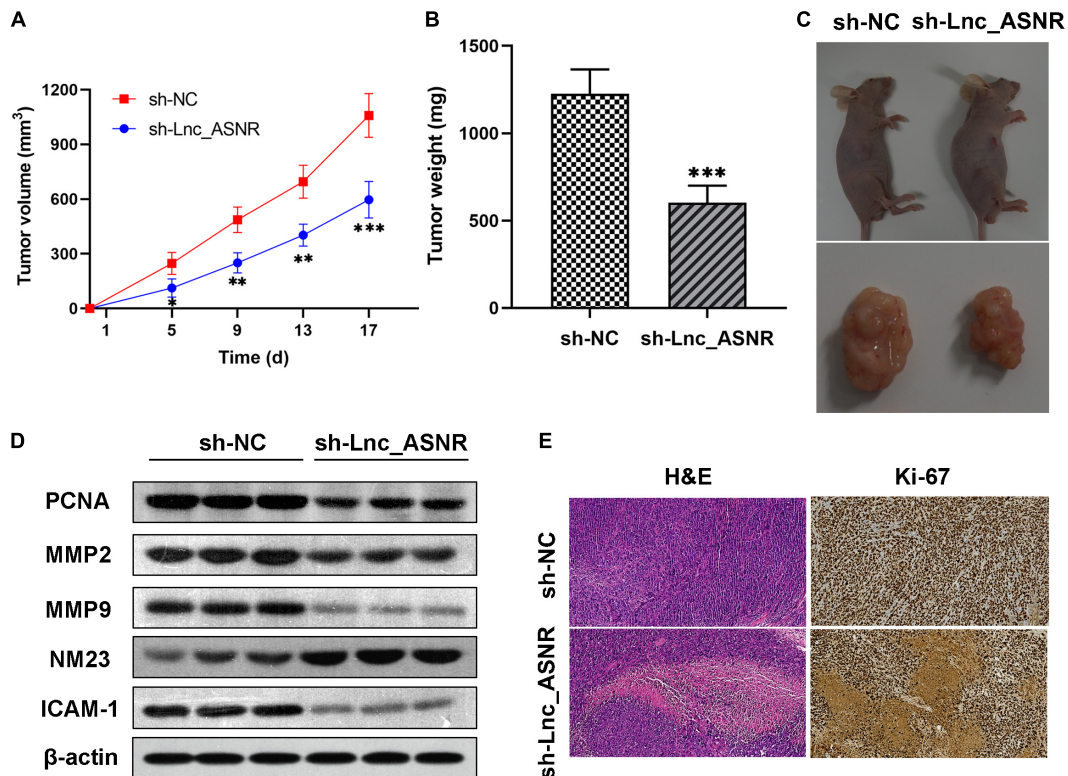 A
Tumor volume (mm3)
1200
900
600
300
0
sh-NC
sh-Lnc_ASNR
*
**
**
***
1 5 9 13 17
Time (d)
B
Tumor weight (mg)
1500
1000
500
0
***
sh-NC sh-Lnc_ASNR
C
sh-NC sh-Lnc_ASNR
D
sh-NC sh-Lnc_ASNR
PCNA
MMP2
MMP9
NM23
ICAM-1
β-actin
E
H&E Ki-67
sh-NC
sh-Lnc_ASNR